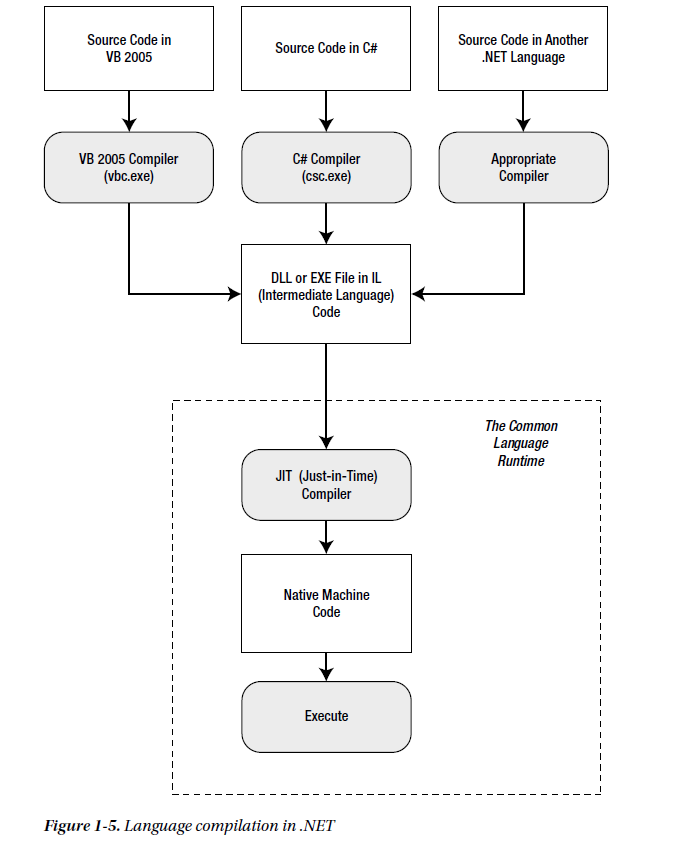 Source Code in
VB 2005
Source Code in C#
Source Code in Another
.NET Language
VB 2005 Compiler
(vbc.exe)
C# Compiler
(csc.exe)
Appropriate
Compiler
DLL or EXE File in IL
(Intermediate Language)
Code
The Common
Language
Runtime
JIT (Just-in-Time)
Compiler
Native Machine
Code
Execute
Figure 1-5. Language compilation in .NET